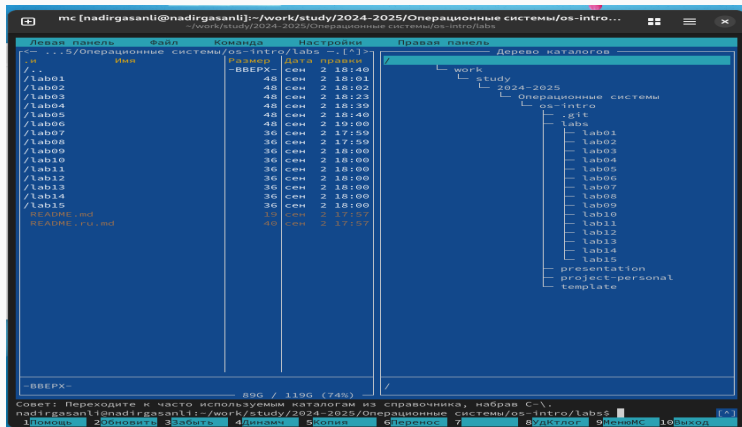 mc [nadirgasanli@nadirgasanli]:~/work/study/2024-2025/Операционные системы/os-intro...
~/work/study/2024-2025/Операционные системы/os-intro/labs
Левая панель Файл Команда Настройки Правая панель
<— ...5/Операционные системы/os-intro/labs —.[^]>
.и Имя Размер Дата правки
/.. -ВВЕРХ- сен 2 18:40
/lab01 48 сен 2 18:01
/lab02 48 сен 2 18:02
/lab03 48 сен 2 18:23
/lab04 48 сен 2 18:39
/lab05 48 сен 2 18:40
/lab06 48 сен 2 19:00
/lab07 36 сен 2 17:59
/lab08 36 сен 2 17:59
/lab09 36 сен 2 18:00
/lab10 36 сен 2 18:00
/lab11 36 сен 2 18:00
/lab12 36 сен 2 18:00
/lab13 36 сен 2 18:00
/lab14 36 сен 2 18:00
/lab15 36 сен 2 18:00
README.md 19 сен 2 17:57
README.ru.md 40 сен 2 17:57
-ВВЕРХ-
89G / 119G (74%)
Дерево каталогов
/
work
study
2024-2025
Операционные системы
os-intro
.git
labs
lab01
lab02
lab03
lab04
lab05
lab06
lab07
lab08
lab09
lab10
lab11
lab12
lab13
lab14
lab15
presentation
project-personal
template
/
Совет: Переходите к часто используемым каталогам из справочника, набрав C-\.
nadirgasanli@nadirgasanli:~/work/study/2024-2025/Операционные системы/os-intro/labs$ [^]
1Помощь 2Обновить 3Забыть 4Динамч 5Копия 6Перенос 7 8УдКтлог 9МенюMC 10Выход